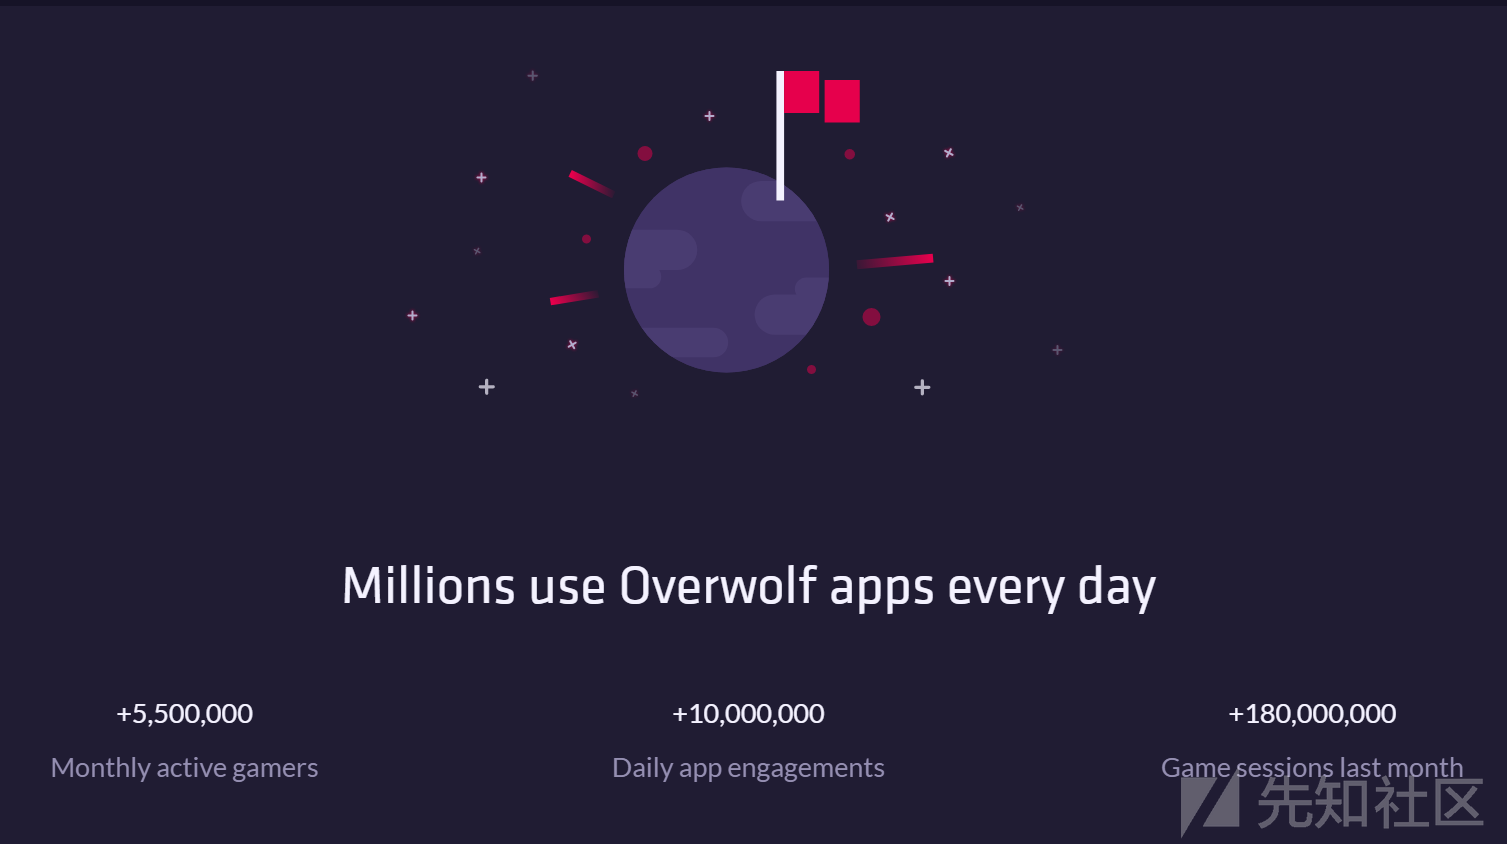 Millions use Overwolf apps every day
+5,500,000
+10,000,000
+180,000,000
Monthly active gamers
Daily app engagements
Game sessions last month
先知社区